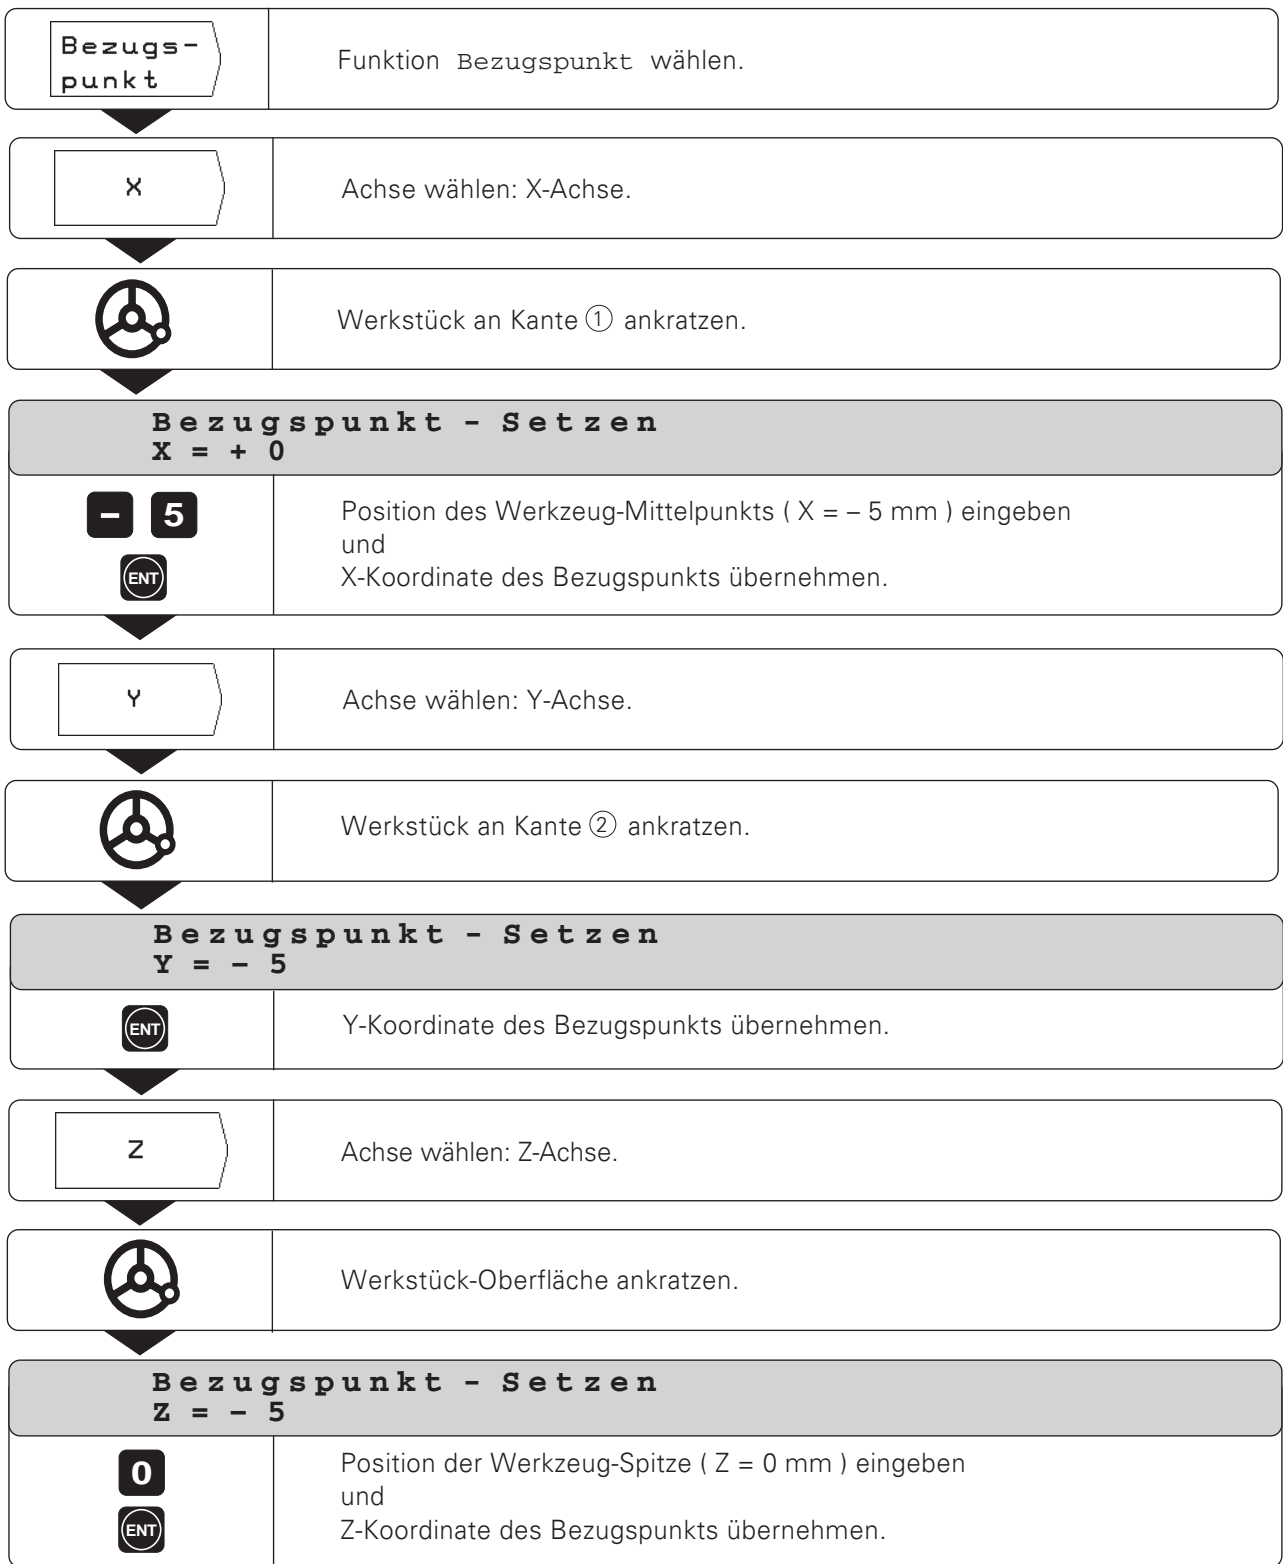 Bezugs-
punkt
Funktion Bezugspunkt wählen.
X
Achse wählen: X-Achse.
Werkstück an Kante ① ankratzen.
Bezugspunkt - Setzen
X = + 0
- 5
ENT
Position des Werkzeug-Mittelpunkts ( X = – 5 mm ) eingeben
und
X-Koordinate des Bezugspunkts übernehmen.
Y
Achse wählen: Y-Achse.
Werkstück an Kante ② ankratzen.
Bezugspunkt - Setzen
Y = – 5
ENT
Y-Koordinate des Bezugspunkts übernehmen.
Z
Achse wählen: Z-Achse.
Werkstück-Oberfläche ankratzen.
Bezugspunkt - Setzen
Z = – 5
0
ENT
Position der Werkzeug-Spitze ( Z = 0 mm ) eingeben
und
Z-Koordinate des Bezugspunkts übernehmen.